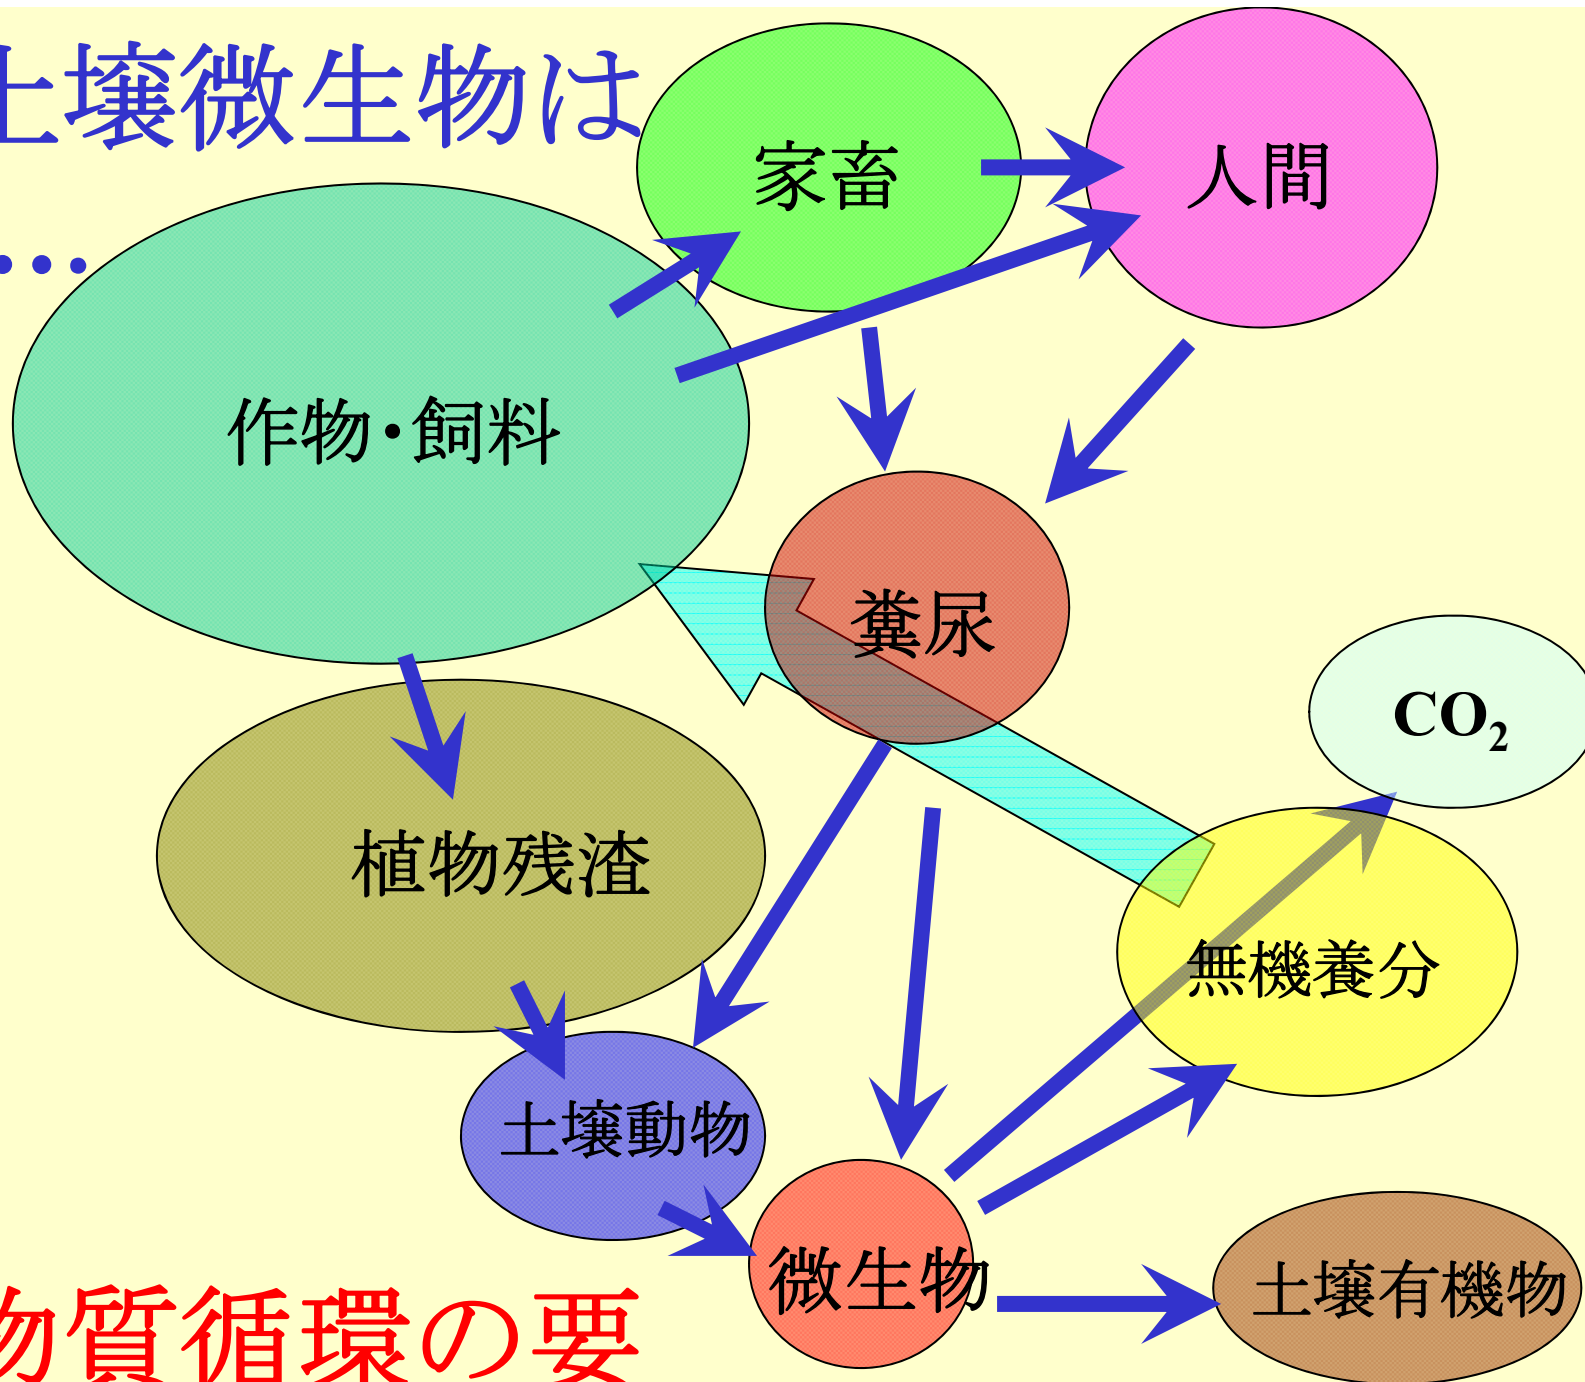 土壌微生物は
…
家畜
人間
作物・飼料
糞尿
CO₂
植物残渣
無機養分
土壌動物
微生物
土壌有機物
物質循環の要